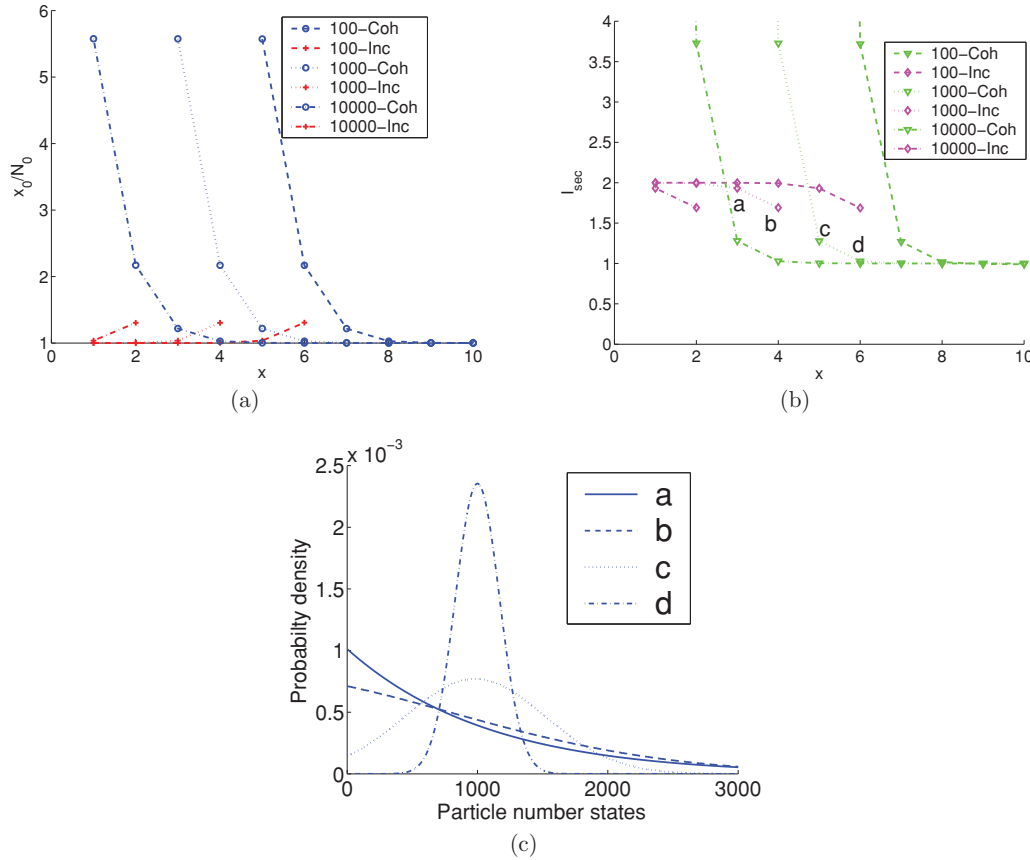 x0/N0
6
5
4
3
2
1
0 2 4 6 8 10
x
100−Coh
100−Inc
1000−Coh
1000−Inc
10000−Coh
10000−Inc
(a)
Isec
4
3.5
3
2.5
2
1.5
1
0.5
0
0 2 4 6 8 10
x
100−Coh
100−Inc
1000−Coh
1000−Inc
10000−Coh
10000−Inc
a
b
c
d
(b)
x 10−3
Probabilty density
2.5
2
1.5
1
0.5
0
0 1000 2000 3000
Particle number states
a
b
c
d
(c)